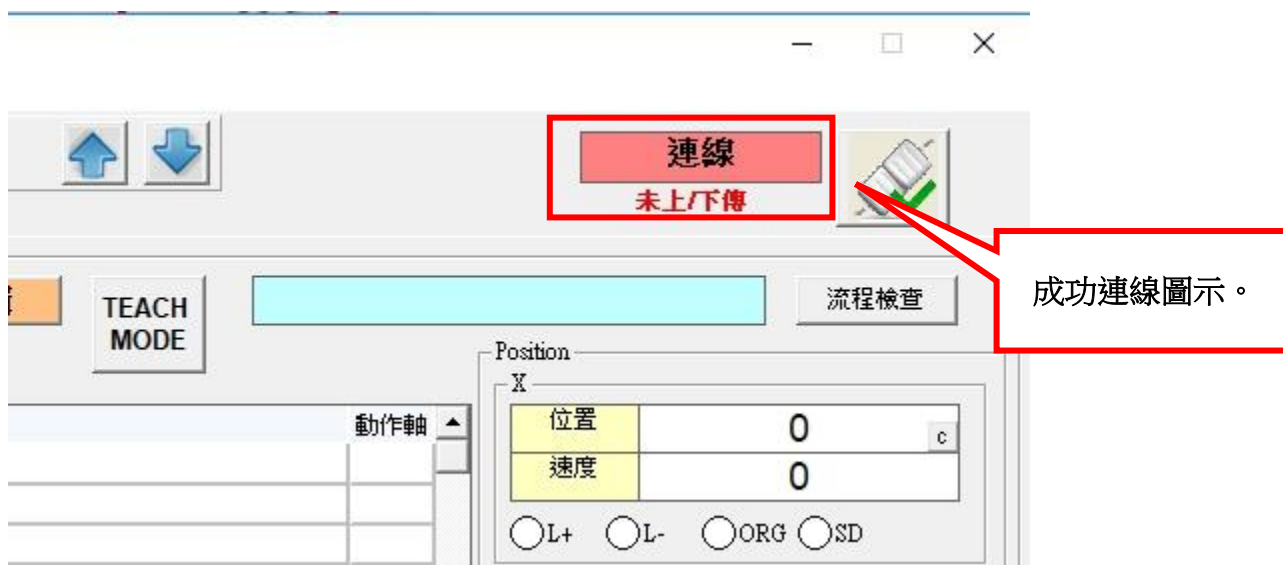 連線
未上/下傳
成功連線圖示。
TEACH
MODE
流程檢查
Position
X
動作軸
位置 0 c
速度 0
L+ L- ORG SD